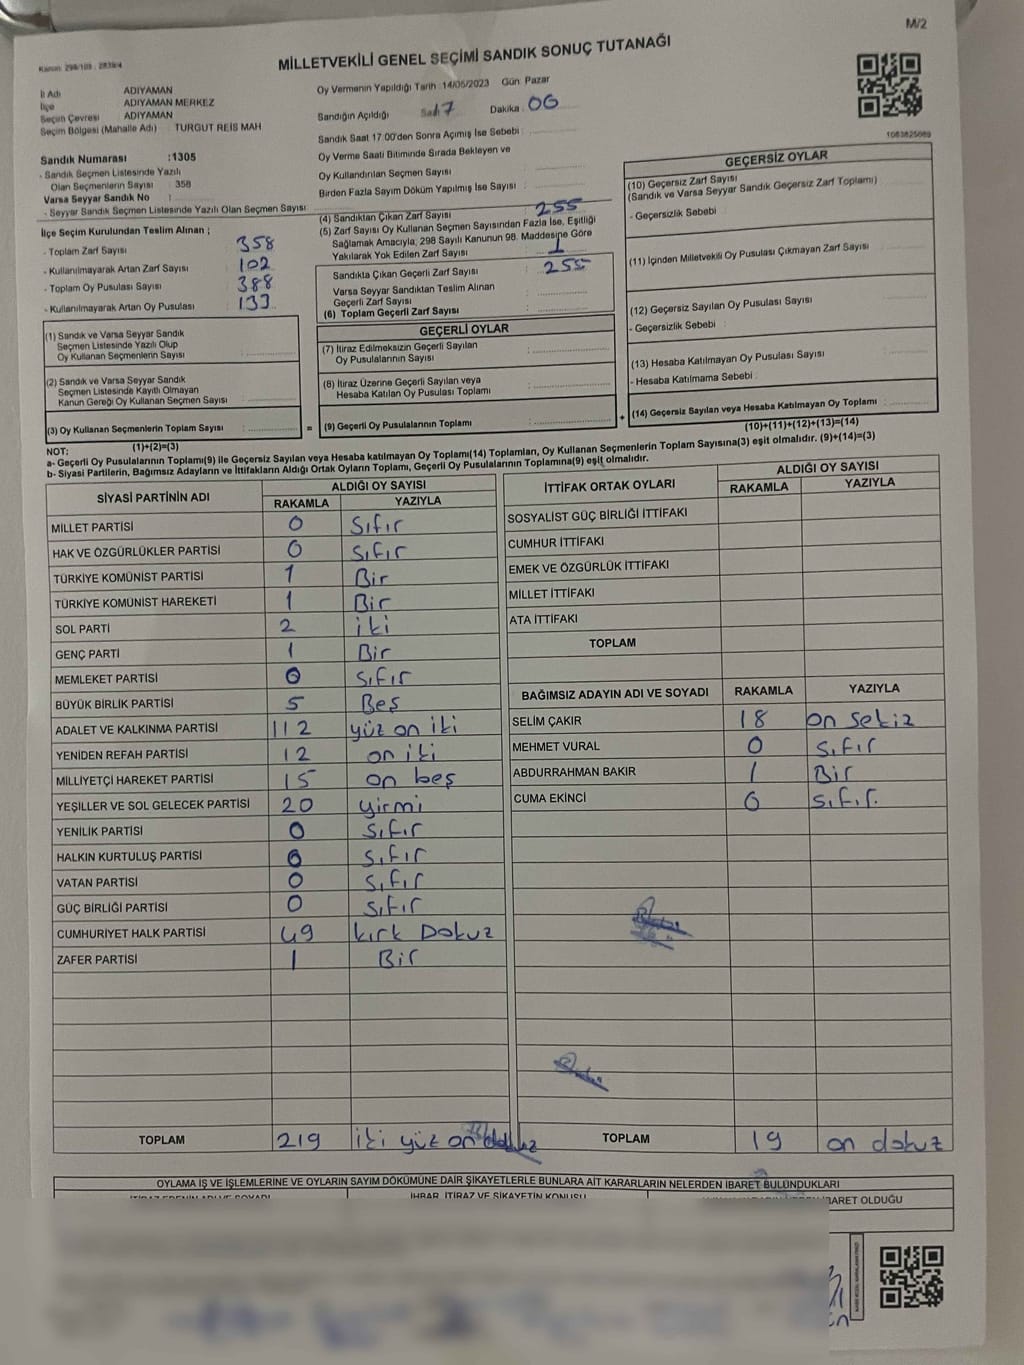 M/2
MİLLETVEKİLİ GENEL SEÇİMİ SANDIK SONUÇ TUTANAĞI
İl Adı ADIYAMAN
İlçe ADIYAMAN MERKEZ
Seçim Çevresi ADIYAMAN
Seçim Bölgesi (Mahalle Adı) TURGUT REİS MAH
Oy Vermenin Yapıldığı Tarih :14/05/2023 Gün: Pazar
Sandığın Açıldığı 17 Dakika : 06
Sandık Saat 17.00'den Sonra Açımış İse Sebebi :
Oy Verme Saati Bitiminde Sırada Bekleyen ve
Oy Kullandırılan Seçmen Sayısı
Birden Fazla Sayım Döküm Yapılmış İse Sayısı :
1063825069
Sandık Numarası :1305
- Sandık Seçmen Listesinde Yazılı
Olan Seçmenlerin Sayısı : 358
Varsa Seyyar Sandık No :
- Seyyar Sandık Seçmen Listesinde Yazılı Olan Seçmen Sayısı
İlçe Seçim Kurulundan Teslim Alınan ;
- Toplam Zarf Sayısı : 358
- Kullanılmayarak Artan Zarf Sayısı : 102
- Toplam Oy Pusulası Sayısı : 388
- Kullanılmayarak Artan Oy Pusulası : 133
(1) Sandık ve Varsa Seyyar Sandık
Seçmen Listesinde Yazılı Olup
Oy Kullanan Seçmenlerin Sayısı :
(2) Sandık ve Varsa Seyyar Sandık
Seçmen Listesinde Kayıtlı Olmayan
Kanun Gereği Oy Kullanan Seçmen Sayısı :
(3) Oy Kullanan Seçmenlerin Toplam Sayısı :
(1)+(2)=(3)
(4) Sandıktan Çıkan Zarf Sayısı : 255
(5) Zarf Sayısı Oy Kullanan Seçmen Sayısından Fazla İse, Eşitliği
Sağlamak Amacıyla; 298 Sayılı Kanunun 98. Maddesine Göre
Yakılarak Yok Edilen Zarf Sayısı : 1
Sandıkta Çıkan Geçerli Zarf Sayısı : 255
Varsa Seyyar Sandıktan Teslim Alınan
Geçerli Zarf Sayısı :
(6) Toplam Geçerli Zarf Sayısı :
GEÇERLİ OYLAR
(7) İtiraz Edilmeksizin Geçerli Sayılan
Oy Pusulalarının Sayısı :
(8) İtiraz Üzerine Geçerli Sayılan veya
Hesaba Katılan Oy Pusulası Toplamı :
= (9) Geçerli Oy Pusulalarının Toplamı :
GEÇERSİZ OYLAR
(10) Geçersiz Zarf Sayısı
(Sandık ve Varsa Seyyar Sandık Geçersiz Zarf Toplamı)
- Geçersizlik Sebebi :
(11) İçinden Milletvekili Oy Pusulası Çıkmayan Zarf Sayısı
(12) Geçersiz Sayılan Oy Pusulası Sayısı
- Geçersizlik Sebebi :
(13) Hesaba Katılmayan Oy Pusulası Sayısı
- Hesaba Katılmama Sebebi :
+ (14) Geçersiz Sayılan veya Hesaba Katılmayan Oy Toplamı :
(10)+(11)+(12)+(13)=(14)
NOT;
a- Geçerli Oy Pusulalarının Toplamı(9) ile Geçersiz Sayılan veya Hesaba katılmayan Oy Toplamı(14) Toplamları, Oy Kullanan Seçmenlerin Toplam Sayısına(3) eşit olmalıdır. (9)+(14)=(3)
b- Siyasi Partilerin, Bağımsız Adayların ve İttifakların Aldığı Ortak Oyların Toplamı, Geçerli Oy Pusulalarının Toplamına(9) eşit olmalıdır.
SİYASİ PARTİNİN ADI ALDIĞI OY SAYISI
RAKAMLA YAZIYLA
MİLLET PARTİSİ 0 Sıfır
HAK VE ÖZGÜRLÜKLER PARTİSİ 0 Sıfır
TÜRKİYE KOMÜNİST PARTİSİ 1 Bir
TÜRKİYE KOMÜNİST HAREKETİ 1 Bir
SOL PARTİ 2 iki
GENÇ PARTİ 1 Bir
MEMLEKET PARTİSİ 0 Sıfır
BÜYÜK BİRLİK PARTİSİ 5 Beş
ADALET VE KALKINMA PARTİSİ 112 yüz on iki
YENİDEN REFAH PARTİSİ 12 on iki
MİLLİYETÇİ HAREKET PARTİSİ 15 on beş
YEŞİLLER VE SOL GELECEK PARTİSİ 20 yirmi
YENİLİK PARTİSİ 0 Sıfır
HALKIN KURTULUŞ PARTİSİ 0 Sıfır
VATAN PARTİSİ 0 Sıfır
GÜÇ BİRLİĞİ PARTİSİ 0 Sıfır
CUMHURİYET HALK PARTİSİ 49 kırk Dokuz
ZAFER PARTİSİ 1 Bir
TOPLAM 219 iki yüz on dokuz
İTTİFAK ORTAK OYLARI ALDIĞI OY SAYISI
RAKAMLA YAZIYLA
SOSYALİST GÜÇ BİRLİĞİ İTTİFAKI
CUMHUR İTTİFAKI
EMEK VE ÖZGÜRLÜK İTTİFAKI
MİLLET İTTİFAKI
ATA İTTİFAKI
TOPLAM
BAĞIMSIZ ADAYIN ADI VE SOYADI RAKAMLA YAZIYLA
SELİM ÇAKIR 18 on sekiz
MEHMET VURAL 0 Sıfır
ABDURRAHMAN BAKIR 1 Bir
CUMA EKİNCİ 0 Sıfır.
TOPLAM 19 on dokuz
OYLAMA İŞ VE İŞLEMLERİNE VE OYLARIN SAYIM DÖKÜMÜNE DAİR ŞİKAYETLERLE BUNLARA AİT KARARLARIN NELERDEN İBARET BULUNDUKLARI
İHBAR, İTİRAZ VE ŞİKAYETİN KONUSU
İBARET OLDUĞU